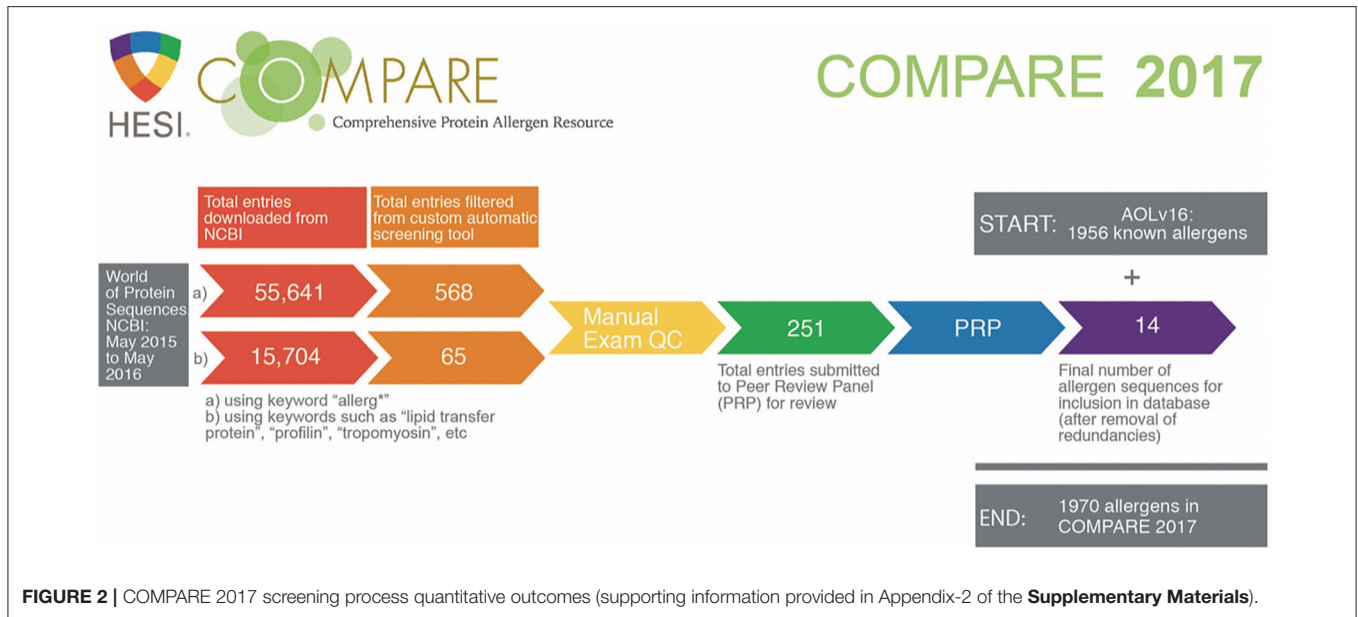 HESI®
COMPARE
Comprehensive Protein Allergen Resource
COMPARE 2017
Total entries
downloaded from
NCBI
Total entries filtered
from custom automatic
screening tool
START:
AOLv16:
1956 known allergens
World
of Protein
Sequences
NCBI:
May 2015
to May
2016
a)
55,641
568
b)
15,704
65
Manual
Exam QC
251
PRP
+
14
a) using keyword "allerg*"
b) using keywords such as "lipid transfer
protein", "profilin", "tropomyosin", etc
Total entries submitted
to Peer Review Panel
(PRP) for review
Final number of
allergen sequences for
inclusion in database
(after removal of
redundancies)
END:
1970 allergens in
COMPARE 2017
FIGURE 2 | COMPARE 2017 screening process quantitative outcomes (supporting information provided in Appendix-2 of the Supplementary Materials).